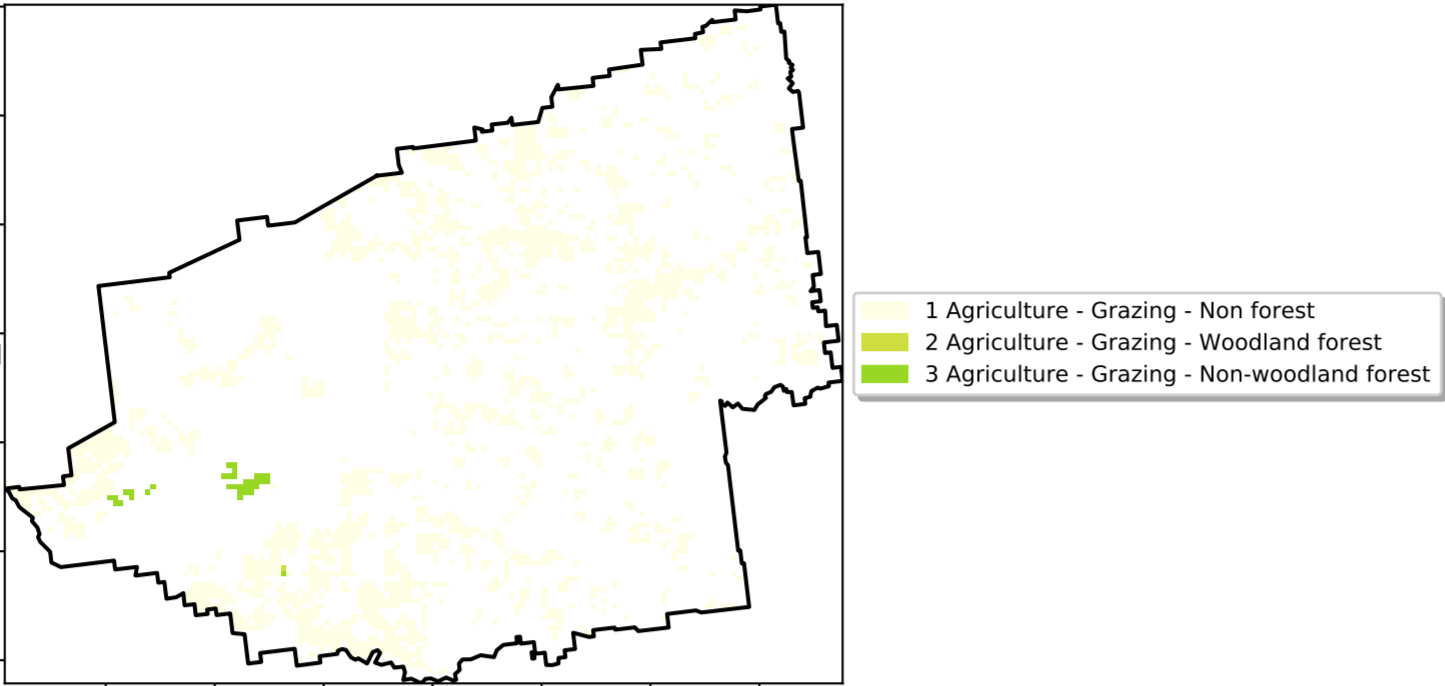 1 Agriculture - Grazing - Non forest
2 Agriculture - Grazing - Woodland forest
3 Agriculture - Grazing - Non-woodland forest